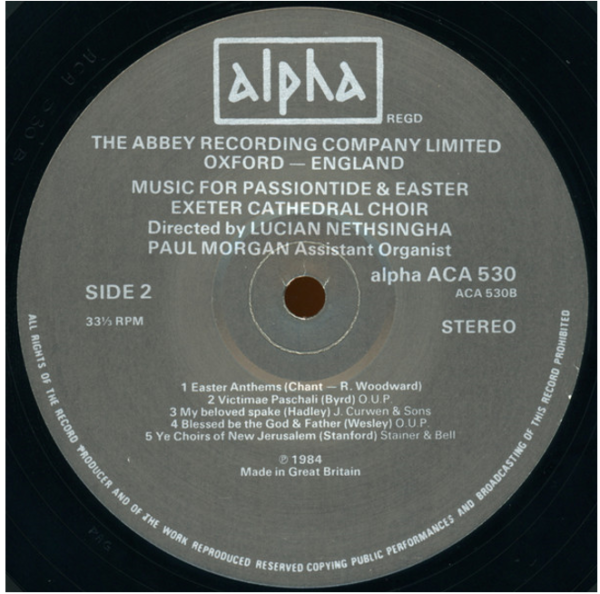 alpha
REGD
THE ABBEY RECORDING COMPANY LIMITED
OXFORD — ENGLAND
MUSIC FOR PASSIONTIDE & EASTER
EXETER CATHEDRAL CHOIR
Directed by LUCIAN NETHSINGHA
PAUL MORGAN Assistant Organist
alpha ACA 530
SIDE 2
ACA 530B
33⅓ RPM
STEREO
1 Easter Anthems (Chant — R. Woodward)
2 Victimae Paschali (Byrd) O.U.P.
3 My beloved spake (Hadley) J. Curwen & Sons
4 Blessed be the God & Father (Wesley) O.U.P.
5 Ye Choirs of New Jerusalem (Stanford) Stainer & Bell
℗ 1984
Made in Great Britain
ALL RIGHTS OF THE RECORD PRODUCER AND OF THE WORK REPRODUCED RESERVED COPYING PUBLIC PERFORMANCES AND BROADCASTING OF THIS RECORD PROHIBITED